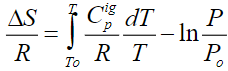 ΔS/R = ∫_{To}^{T} (C_p^{ig}/R) (dT/T) − ln (P/P_o)